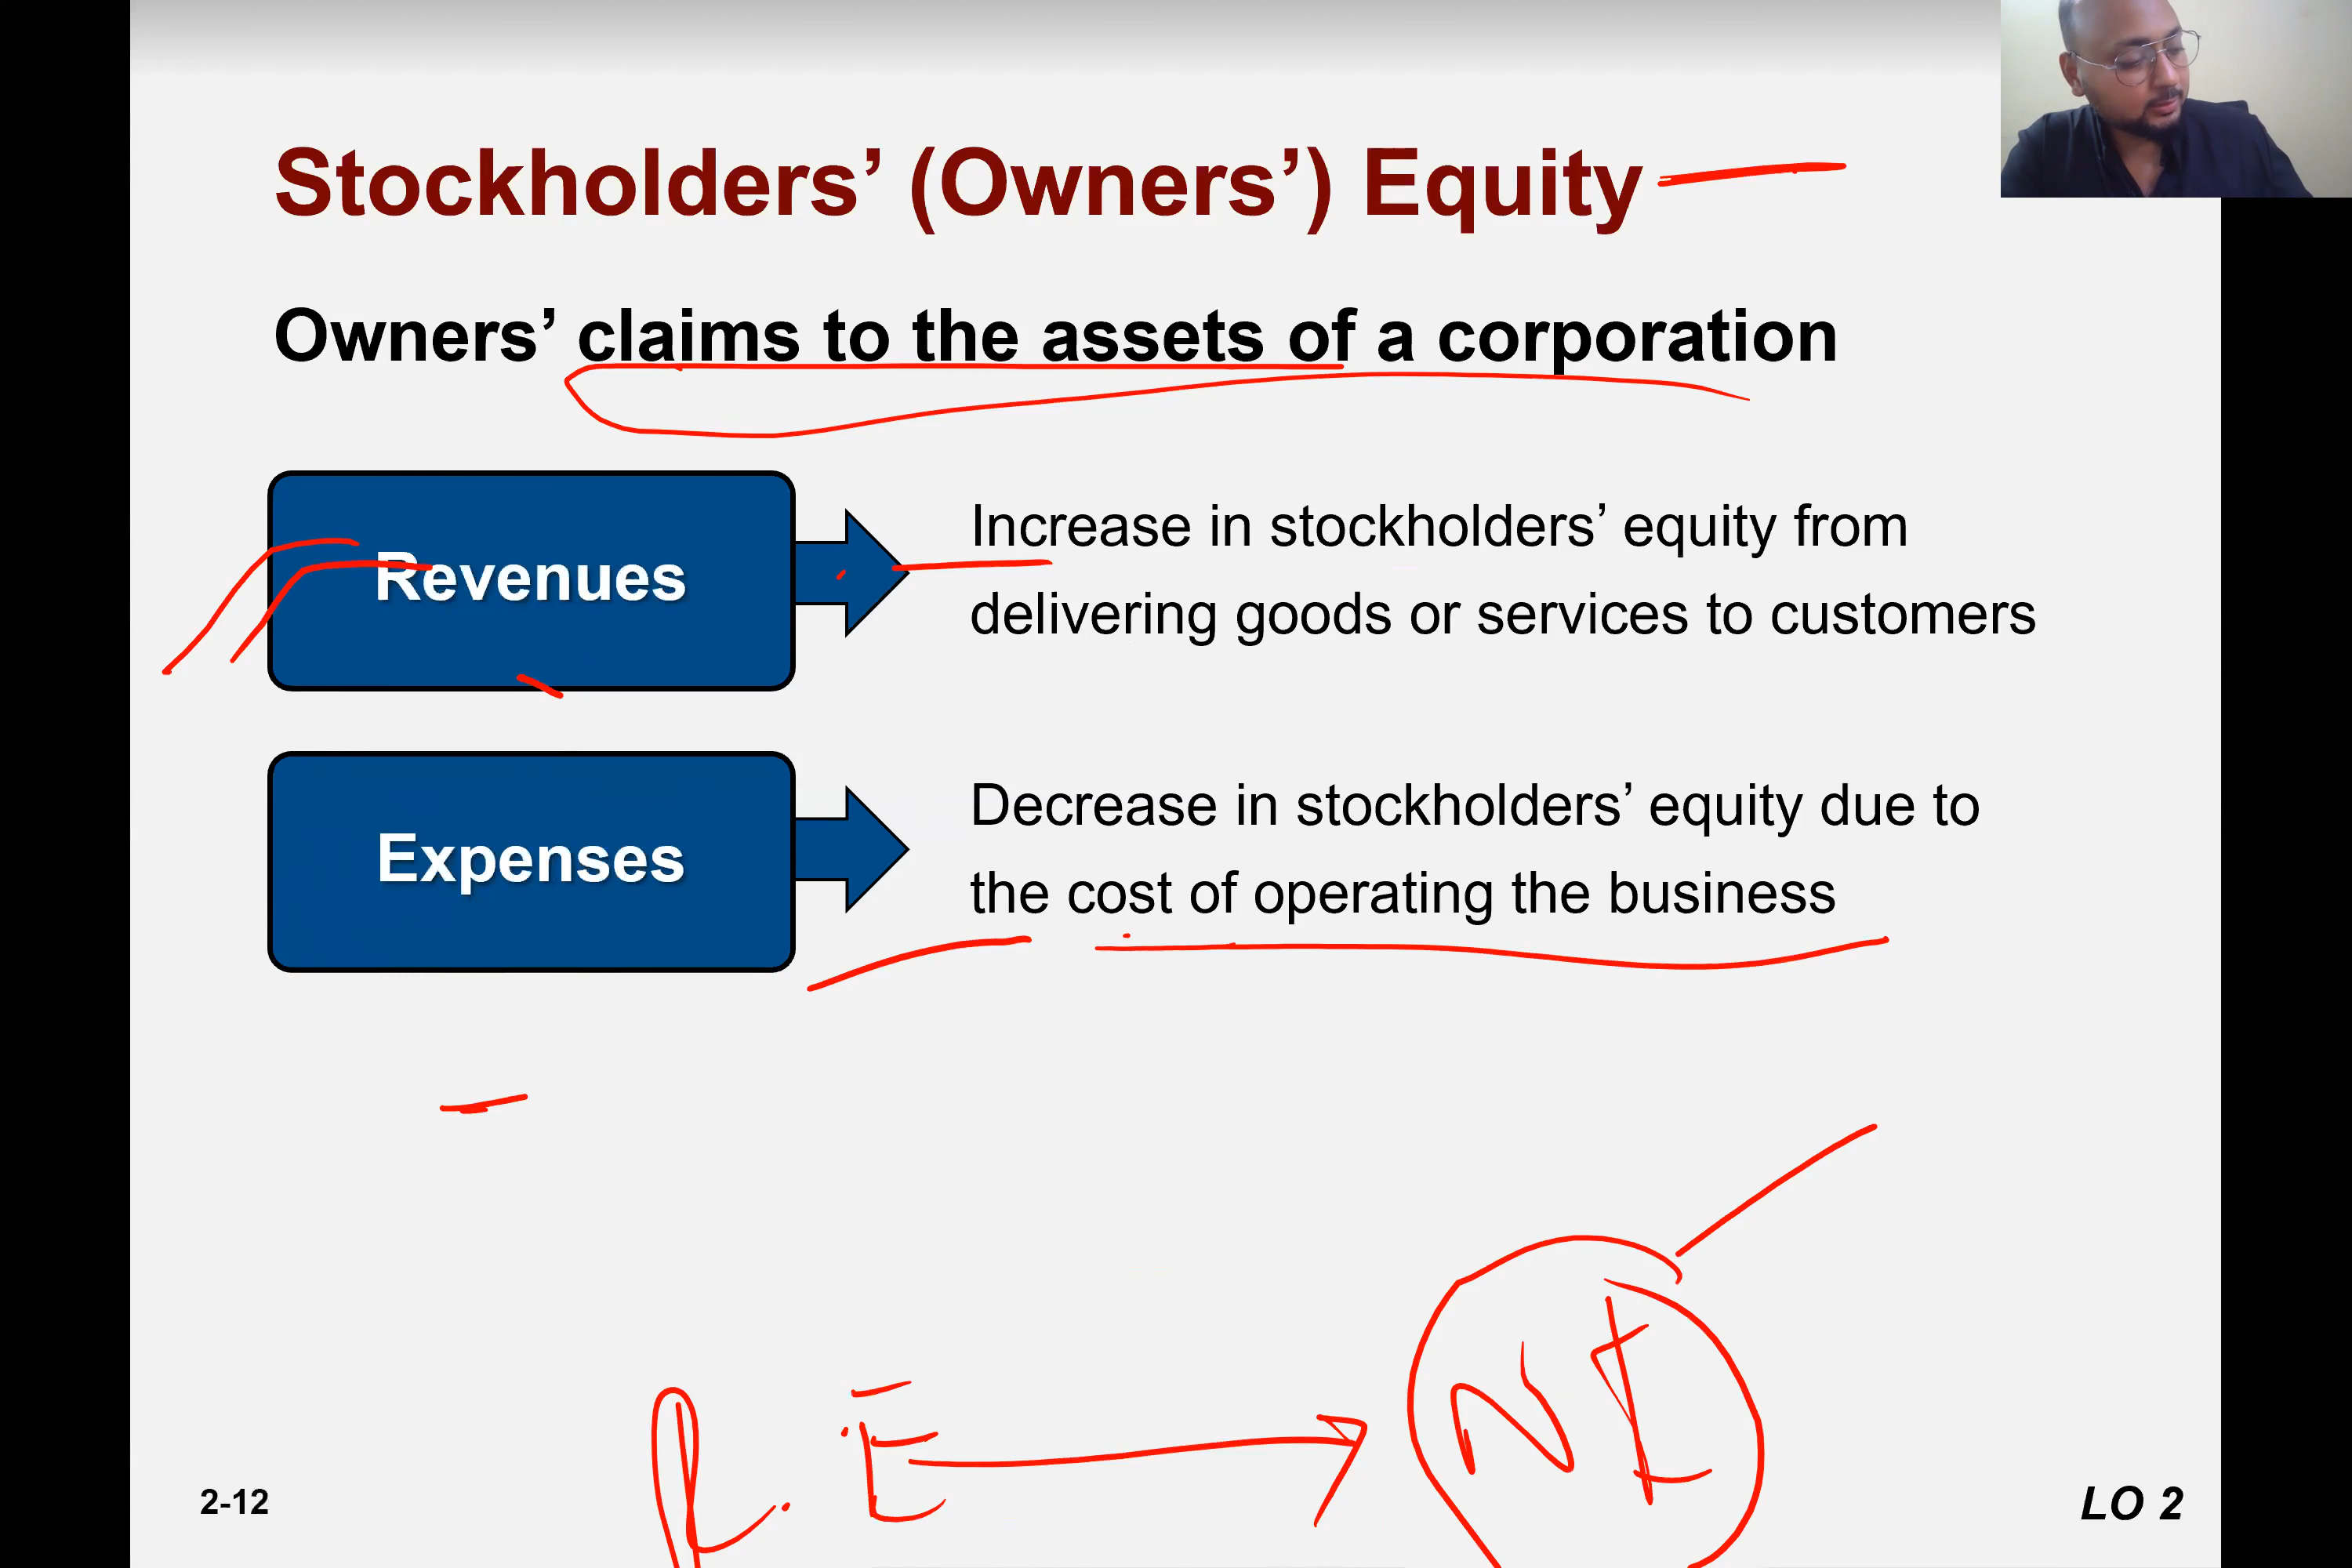 Stockholders’ (Owners’) Equity
Owners’ claims to the assets of a corporation
Revenues
Increase in stockholders’ equity from
delivering goods or services to customers
Expenses
Decrease in stockholders’ equity due to
the cost of operating the business
R - E → NI
2-12
LO 2